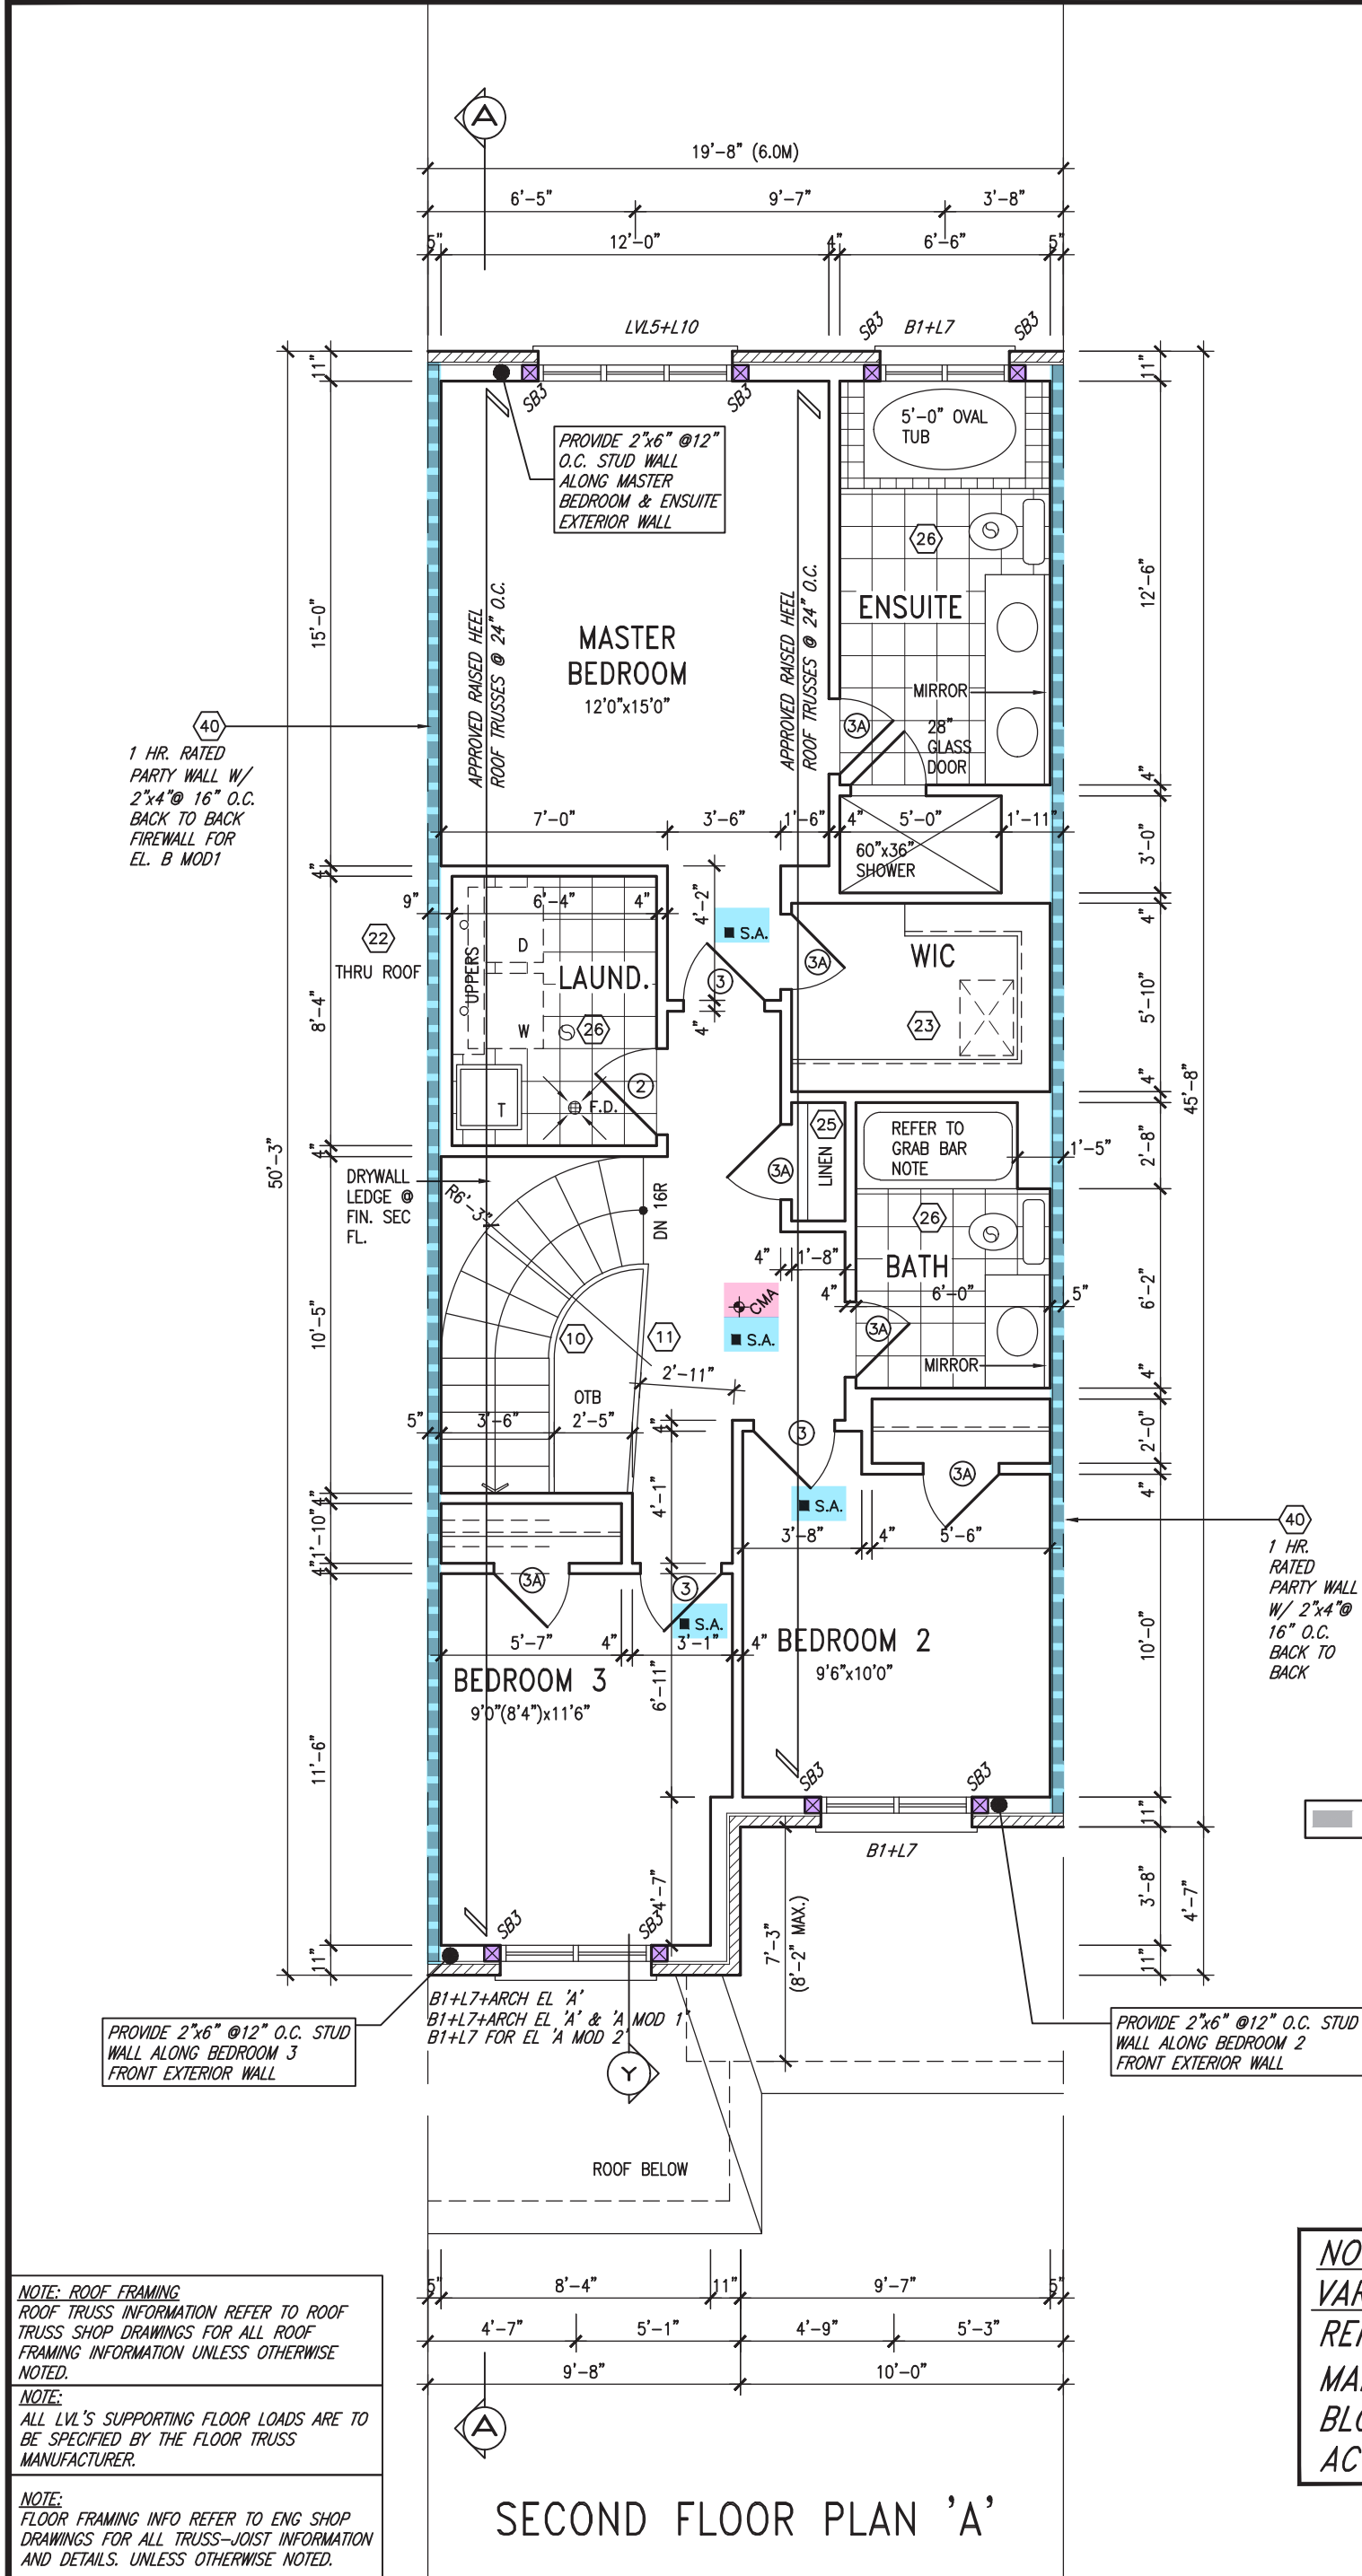 A
19'-8" (6.0M)
6'-5" 9'-7" 3'-8"
5" 12'-0" 4" 6'-6" 5"
LVL5+L10 SB3 B1+L7 SB3
11" 11"
SB3 SB3
5'-0" OVAL
TUB
PROVIDE 2"x6" @12"
O.C. STUD WALL
ALONG MASTER
BEDROOM & ENSUITE
EXTERIOR WALL
26
ENSUITE
12'-6"
15'-0"
APPROVED RAISED HEEL
ROOF TRUSSES @ 24" O.C.
MASTER
BEDROOM
12'0"x15'0"
APPROVED RAISED HEEL
ROOF TRUSSES @ 24" O.C.
MIRROR
3A
28"
GLASS
DOOR
40
1 HR. RATED
PARTY WALL W/
2"x4"@ 16" O.C.
BACK TO BACK
FIREWALL FOR
EL. B MOD1
4"
7'-0" 3'-6" 1'-6" 4" 5'-0" 1'-11"
60"x36"
SHOWER
3'-0"
4"
9" 6'-4" 4" 4'-2"
S.A.
4"
22
THRU ROOF
UPPERS
D
LAUND.
W
26
3
4"
3A
WIC
23
5'-10"
8'-4"
2
T
F.D.
4"
45'-8"
50'-3"
4"
25
LINEN
3A
REFER TO
GRAB BAR
NOTE
2'-8"
1'-5"
DRYWALL
LEDGE @
FIN. SEC
FL.
R6'-3"
DN 16R
26
BATH
4" 1'-8"
4" 6'-0" 5"
6'-2"
CMA
S.A.
3A
MIRROR
10'-5"
10
11
2'-11"
OTB
4"
5" 3'-6" 2'-5" 4"
3
2'-0"
3A
4"
4"
1'-10"
4"
4'-1"
S.A.
3'-8" 4" 5'-6"
40
1 HR.
RATED
PARTY WALL
W/ 2"x4"@
16" O.C.
BACK TO
BACK
3A
3
S.A.
5'-7" 4" 3'-1" 4"
BEDROOM 2
9'6"x10'0"
10'-0"
BEDROOM 3
9'0"(8'4")x11'6"
6'-11"
11'-6"
SB3 SB3
11"
B1+L7
4'-7"
3'-8"
4'-7"
SB3 SB3
7'-3"
(8'-2" MAX.)
11" 11"
B1+L7+ARCH EL 'A'
B1+L7+ARCH EL 'A' & 'A MOD 1'
B1+L7 FOR EL 'A MOD 2'
PROVIDE 2"x6" @12" O.C. STUD
WALL ALONG BEDROOM 3
FRONT EXTERIOR WALL
PROVIDE 2"x6" @12" O.C. STUD
WALL ALONG BEDROOM 2
FRONT EXTERIOR WALL
Y
ROOF BELOW
5" 8'-4" 11" 9'-7" 5"
4'-7" 5'-1" 4'-9" 5'-3"
9'-8" 10'-0"
A
NOTE: ROOF FRAMING
ROOF TRUSS INFORMATION REFER TO ROOF
TRUSS SHOP DRAWINGS FOR ALL ROOF
FRAMING INFORMATION UNLESS OTHERWISE
NOTED.
NOTE:
ALL LVL'S SUPPORTING FLOOR LOADS ARE TO
BE SPECIFIED BY THE FLOOR TRUSS
MANUFACTURER.
NOTE:
FLOOR FRAMING INFO REFER TO ENG SHOP
DRAWINGS FOR ALL TRUSS-JOIST INFORMATION
AND DETAILS. UNLESS OTHERWISE NOTED.
SECOND FLOOR PLAN 'A'